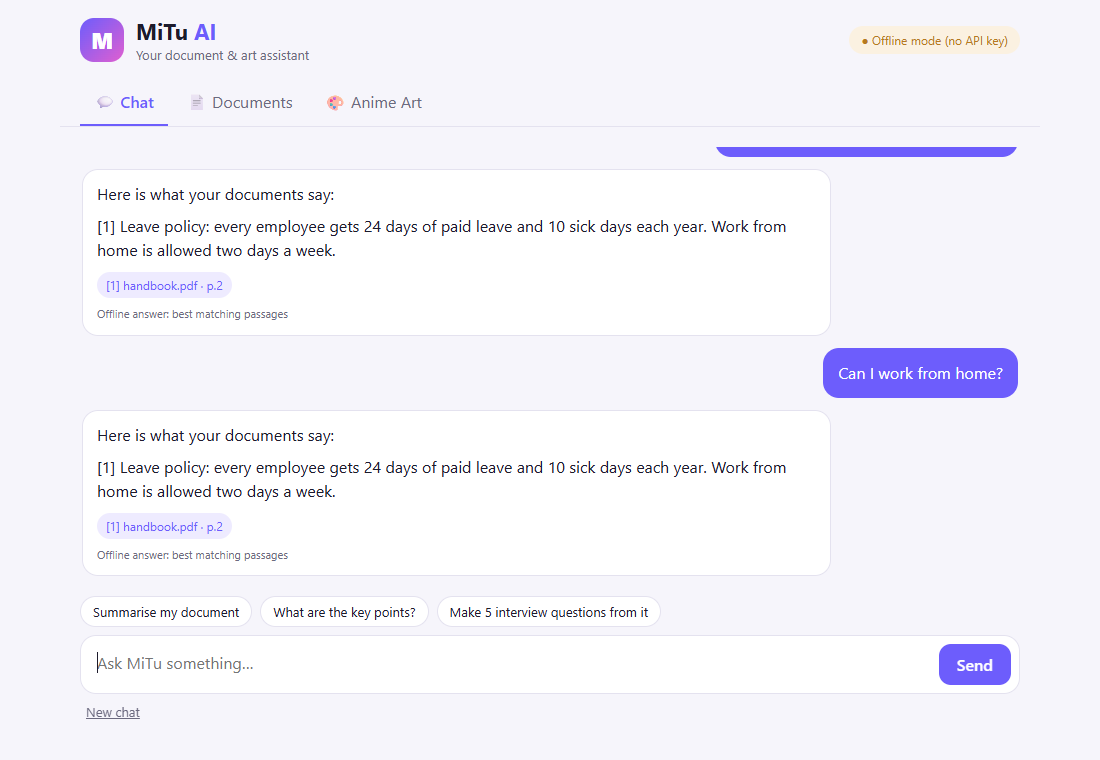 M
MiTu AI
Your document & art assistant
● Offline mode (no API key)
Chat
Documents
Anime Art
Here is what your documents say:
[1] Leave policy: every employee gets 24 days of paid leave and 10 sick days each year. Work from
home is allowed two days a week.
[1] handbook.pdf · p.2
Offline answer: best matching passages
Can I work from home?
Here is what your documents say:
[1] Leave policy: every employee gets 24 days of paid leave and 10 sick days each year. Work from
home is allowed two days a week.
[1] handbook.pdf · p.2
Offline answer: best matching passages
Summarise my document
What are the key points?
Make 5 interview questions from it
Ask MiTu something...
Send
New chat